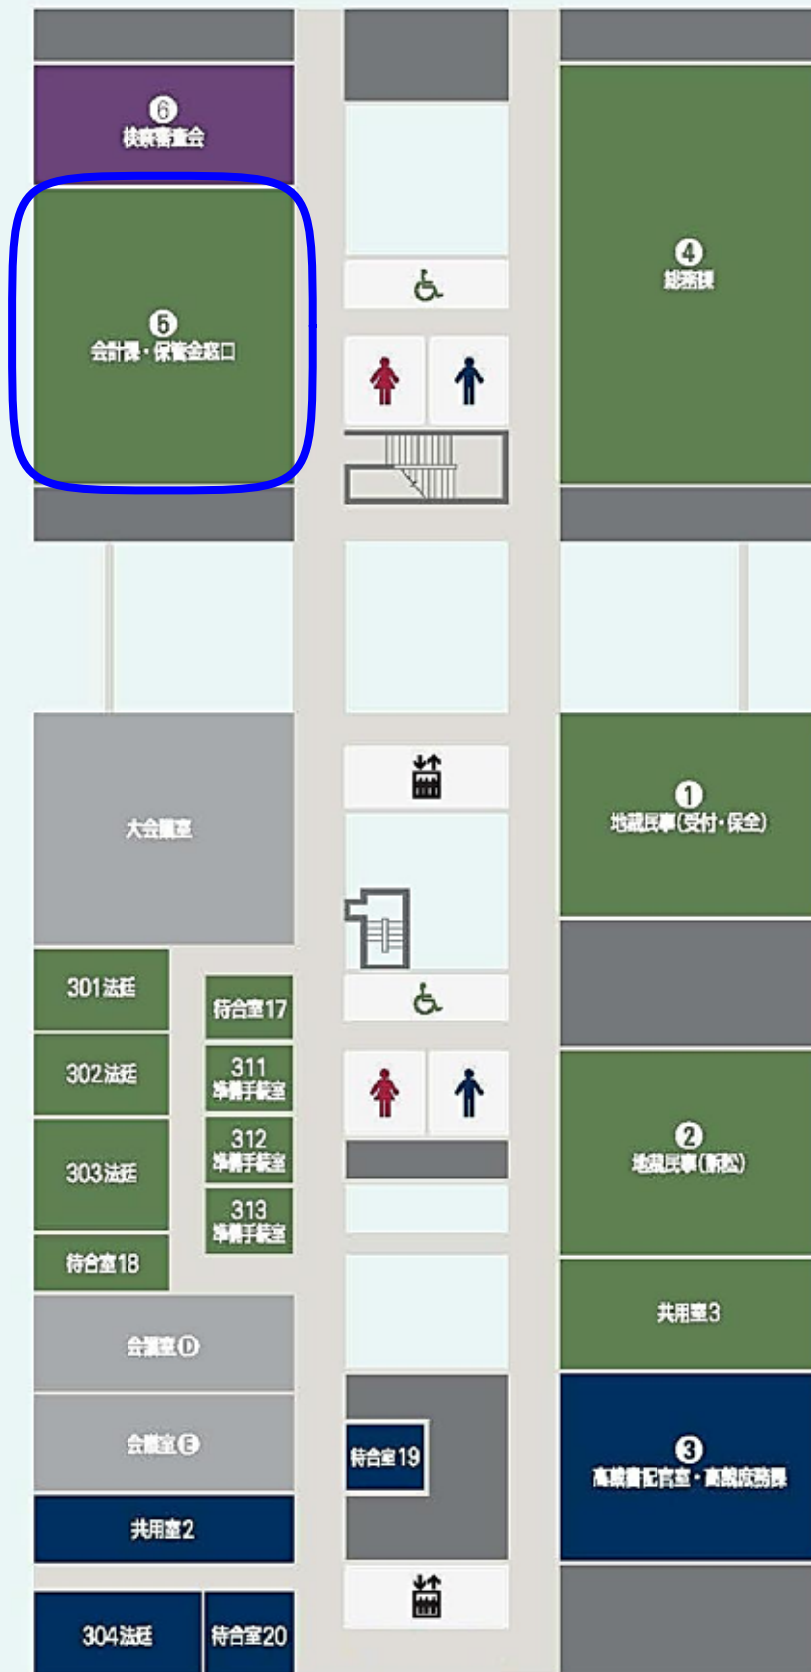 ⑥
検察審査会
④
総務課
⑤
会計課・保管金窓口
①
地裁民事(受付・保全)
大会議室
301法廷
待合室17
302法廷
311
準備手続室
②
地裁民事(訴訟)
303法廷
312
準備手続室
313
準備手続室
待合室18
共用室3
会議室Ⓓ
会議室Ⓔ
待合室19
③
高裁書記官室・高裁庶務課
共用室2
304法廷
待合室20